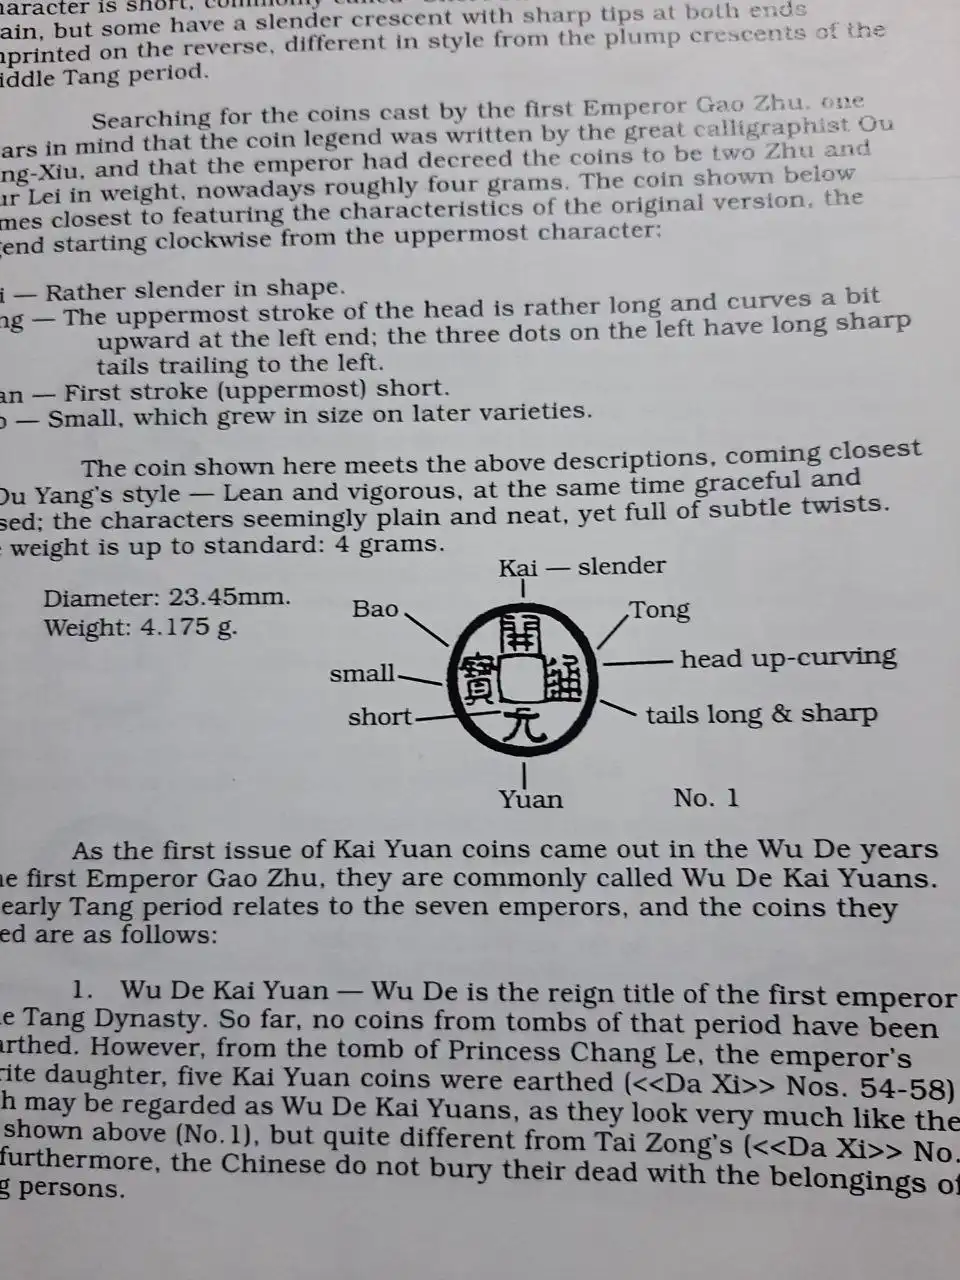 is short,
ain, but some have a slender crescent with sharp tips at both ends
nprinted on the reverse, different in style from the plump crescents of the
iddle Tang period.
Searching for the coins cast by the first Emperor Gao Zhu, one
ars in mind that the coin legend was written by the great calligraphist Ou
ng-Xiu, and that the emperor had decreed the coins to be two Zhu and
ur Lei in weight, nowadays roughly four grams. The coin shown below
mes closest to featuring the characteristics of the original version, the
gend starting clockwise from the uppermost character:
i — Rather slender in shape.
ng — The uppermost stroke of the head is rather long and curves a bit
upward at the left end; the three dots on the left have long sharp
tails trailing to the left.
an — First stroke (uppermost) short.
o — Small, which grew in size on later varieties.
The coin shown here meets the above descriptions, coming closest
Ou Yang's style — Lean and vigorous, at the same time graceful and
sed; the characters seemingly plain and neat, yet full of subtle twists.
e weight is up to standard: 4 grams.
Kai — slender
Diameter: 23.45mm.
Weight: 4.175 g.
Bao
Tong
small
head up-curving
short
tails long & sharp
開
通
元
寶
Yuan
No. 1
As the first issue of Kai Yuan coins came out in the Wu De years
he first Emperor Gao Zhu, they are commonly called Wu De Kai Yuans.
early Tang period relates to the seven emperors, and the coins they
ed are as follows:
1. Wu De Kai Yuan — Wu De is the reign title of the first emperor
e Tang Dynasty. So far, no coins from tombs of that period have been
arthed. However, from the tomb of Princess Chang Le, the emperor's
rite daughter, five Kai Yuan coins were earthed (<<Da Xi>> Nos. 54-58)
h may be regarded as Wu De Kai Yuans, as they look very much like the
shown above (No.1), but quite different from Tai Zong's (<<Da Xi>> No.
furthermore, the Chinese do not bury their dead with the belongings of
g persons.